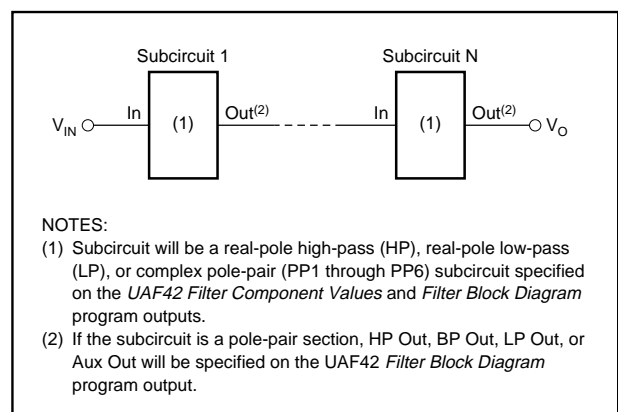 Subcircuit 1 Subcircuit N
V_IN In (1) Out(2) In (1) Out(2) V_O
NOTES:
(1) Subcircuit will be a real-pole high-pass (HP), real-pole low-pass
(LP), or complex pole-pair (PP1 through PP6) subcircuit specified
on the UAF42 Filter Component Values and Filter Block Diagram
program outputs.
(2) If the subcircuit is a pole-pair section, HP Out, BP Out, LP Out, or
Aux Out will be specified on the UAF42 Filter Block Diagram
program output.